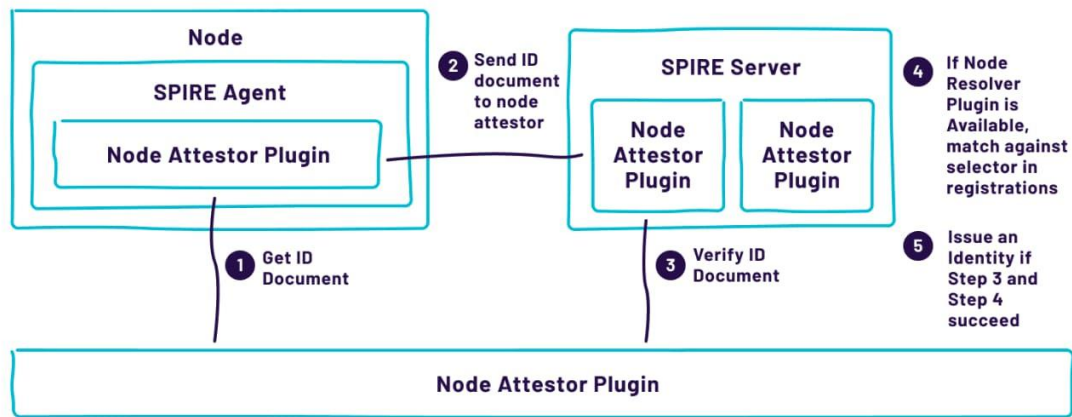 Node
SPIRE Agent
Node Attestor Plugin
1
Get ID
Document
2
Send ID
document
to node
attestor
SPIRE Server
Node
Attestor
Plugin
Node
Attestor
Plugin
3
Verify ID
Document
4
If Node
Resolver
Plugin is
Available,
match against
selector in
registrations
5
Issue an
Identity if
Step 3 and
Step 4
succeed
Node Attestor Plugin